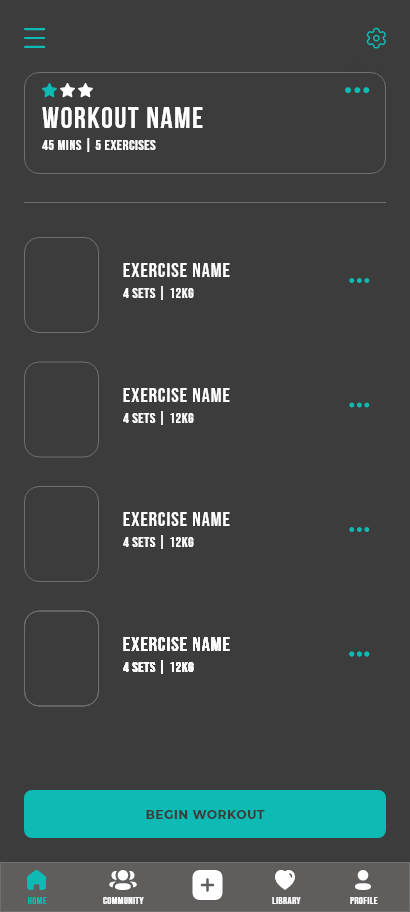 WORKOUT NAME
45 MINS | 5 EXERCISES
EXERCISE NAME
4 SETS | 12KG
EXERCISE NAME
4 SETS | 12KG
EXERCISE NAME
4 SETS | 12KG
EXERCISE NAME
4 SETS | 12KG
BEGIN WORKOUT
HOME COMMUNITY LIBRARY PROFILE